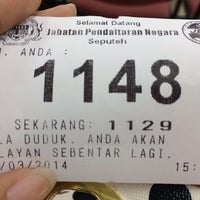 Selamat Datang
Jabatan Pendaftaran Negara
Seputeh
. ANDA :
1148
SEKARANG: 1129
LA DUDUK. ANDA AKAN
LAYAN SEBENTAR LAGI.
/03/2014 15: